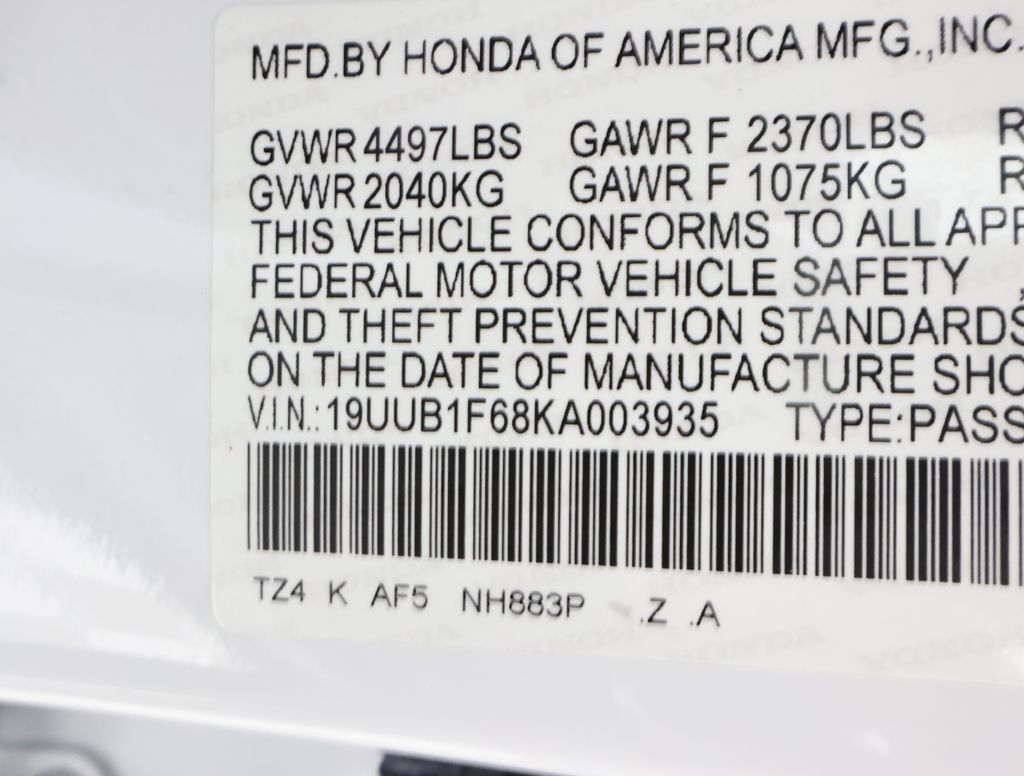 MFD.BY HONDA OF AMERICA MFG.,INC.
GVWR 4497LBS GAWR F 2370LBS R
GVWR 2040KG GAWR F 1075KG R
THIS VEHICLE CONFORMS TO ALL APP
FEDERAL MOTOR VEHICLE SAFETY ,
AND THEFT PREVENTION STANDARDS
ON THE DATE OF MANUFACTURE SHO
V.I.N.: 19UUB1F68KA003935 TYPE:PASS
TZ4 K AF5 NH883P .Z .A